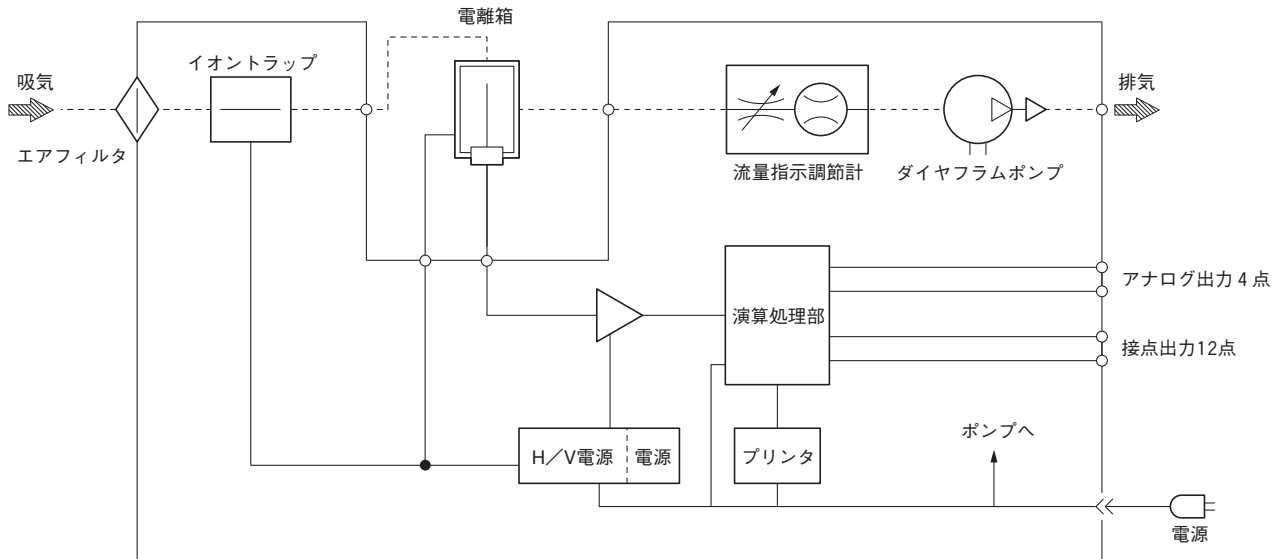 電離箱
イオントラップ
吸気
排気
エアフィルタ
流量指示調節計
ダイヤフラムポンプ
アナログ出力4点
演算処理部
接点出力12点
ポンプへ
H／V電源
電源
プリンタ
電源